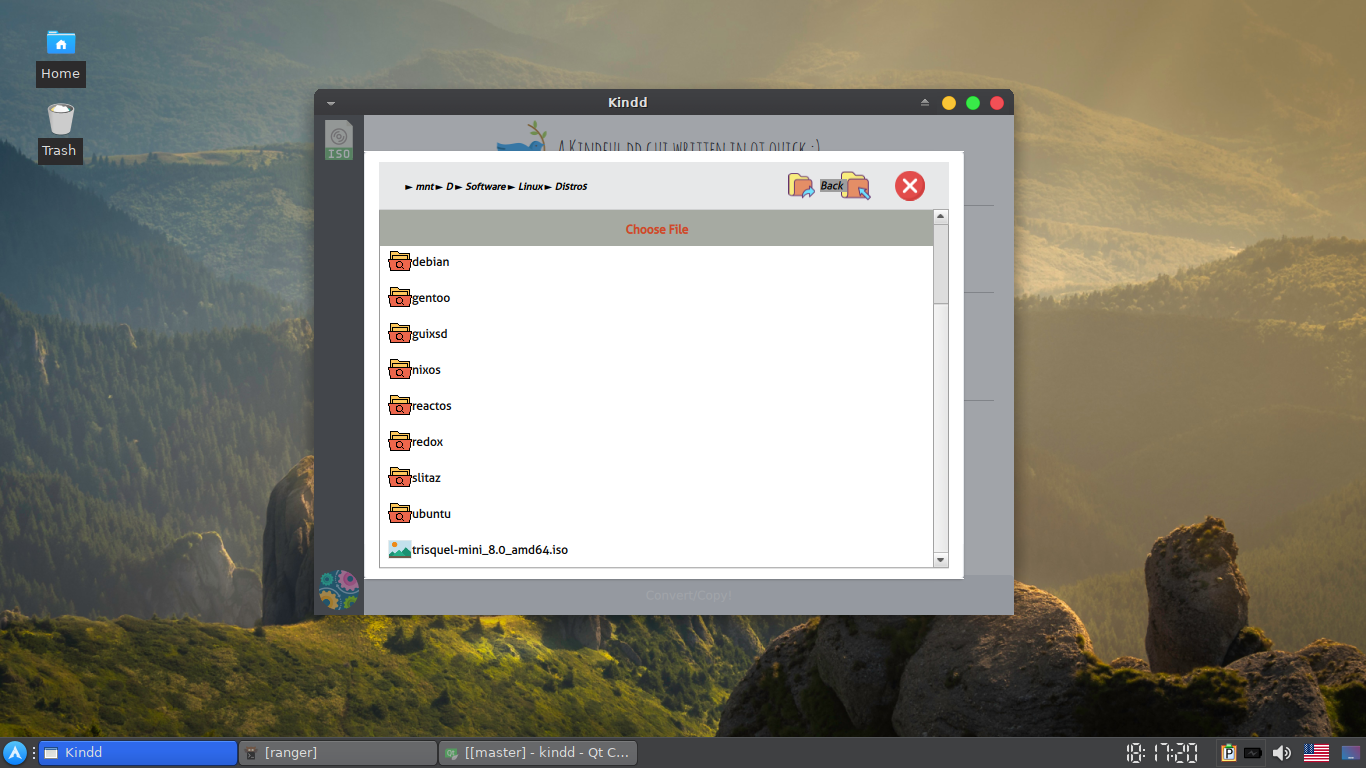 Home
Trash
Kindd
ISO
A Kindful dd gui written in qt quick :)
► mnt ► D ► Software ► Linux ► Distros
Back
Choose File
debian
gentoo
guixsd
nixos
reactos
redox
slitaz
ubuntu
trisquel-mini_8.0_amd64.iso
Convert/Copy!
Kindd
[ranger]
[[master] - kindd - Qt C...
18:17:20
P